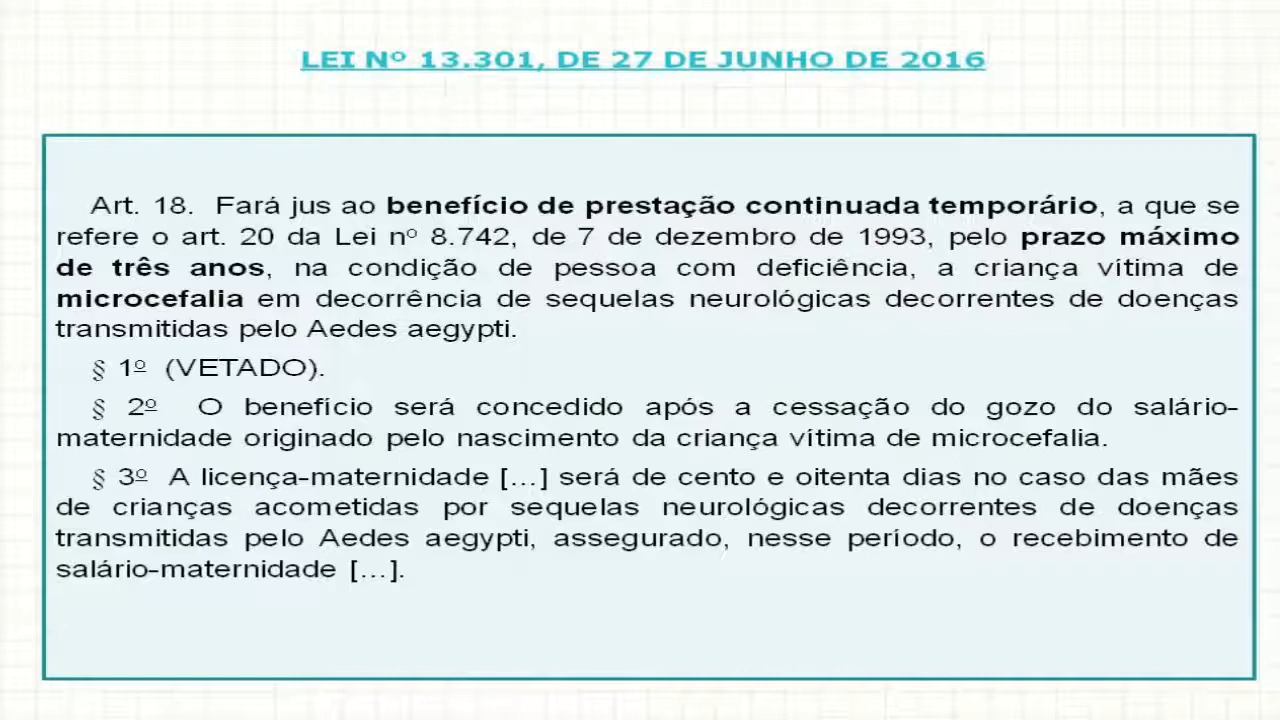 LEI Nº 13.301, DE 27 DE JUNHO DE 2016
Art. 18. Fará jus ao benefício de prestação continuada temporário, a que se
refere o art. 20 da Lei nº 8.742, de 7 de dezembro de 1993, pelo prazo máximo
de três anos, na condição de pessoa com deficiência, a criança vítima de
microcefalia em decorrência de sequelas neurológicas decorrentes de doenças
transmitidas pelo Aedes aegypti.
§ 1º (VETADO).
§ 2º O benefício será concedido após a cessação do gozo do salário-
maternidade originado pelo nascimento da criança vítima de microcefalia.
§ 3º A licença-maternidade [...] será de cento e oitenta dias no caso das mães
de crianças acometidas por sequelas neurológicas decorrentes de doenças
transmitidas pelo Aedes aegypti, assegurado, nesse período, o recebimento de
salário-maternidade [...].